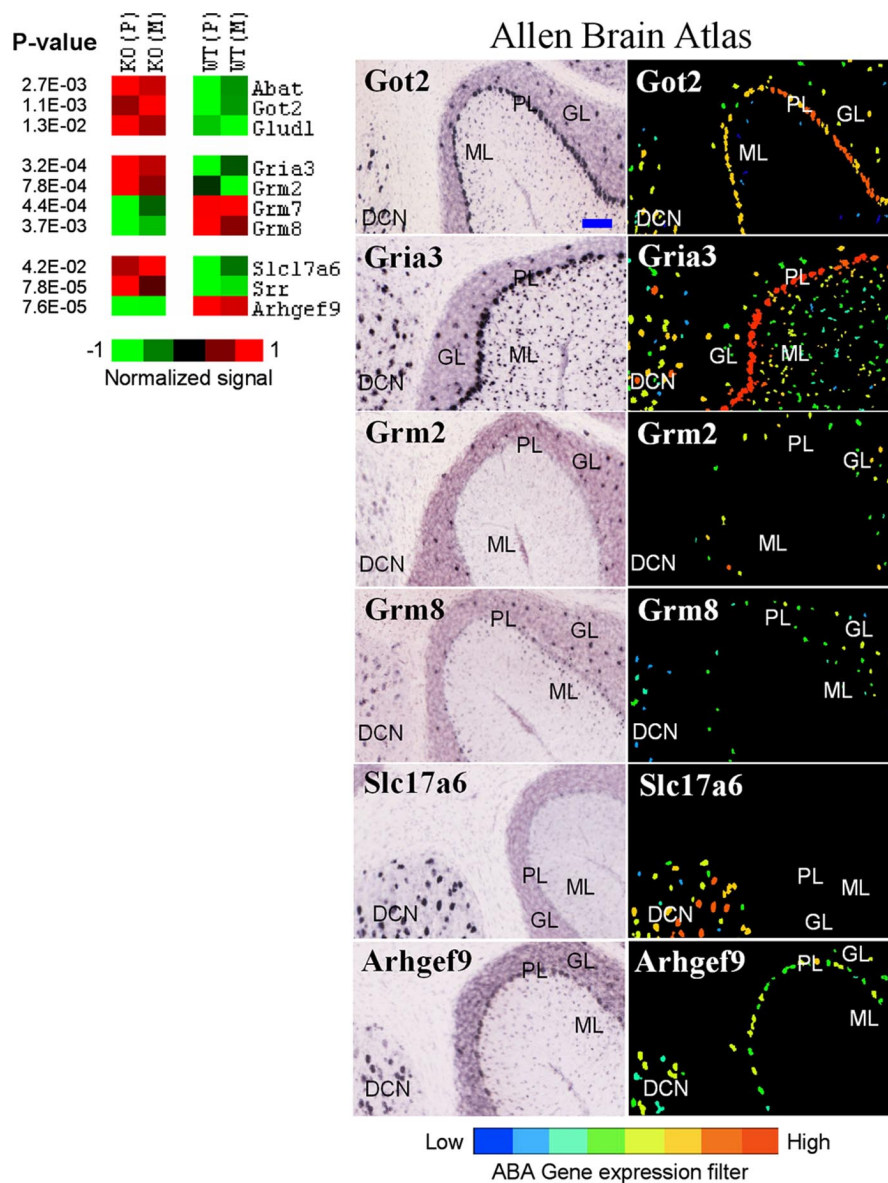 P-value
KO(P)
KO(M)
WT(P)
WT(M)
2.7E-03 Abat
1.1E-03 Got2
1.3E-02 Glud1
3.2E-04 Gria3
7.8E-04 Grm2
4.4E-04 Grm7
3.7E-03 Grm8
4.2E-02 Slc17a6
7.8E-05 Srr
7.6E-05 Arhgef9
-1 1
Normalized signal
Allen Brain Atlas
Got2 Got2
PL GL PL GL
ML ML
DCN DCN
Gria3 Gria3
PL PL
GL ML GL ML
DCN DCN
Grm2 Grm2
PL GL PL GL
ML ML
DCN DCN
Grm8 Grm8
PL GL PL GL
ML ML
DCN DCN
Slc17a6 Slc17a6
PL ML PL ML
DCN GL DCN GL
Arhgef9 Arhgef9
PL GL PL GL
ML ML
DCN DCN
Low High
ABA Gene expression filter